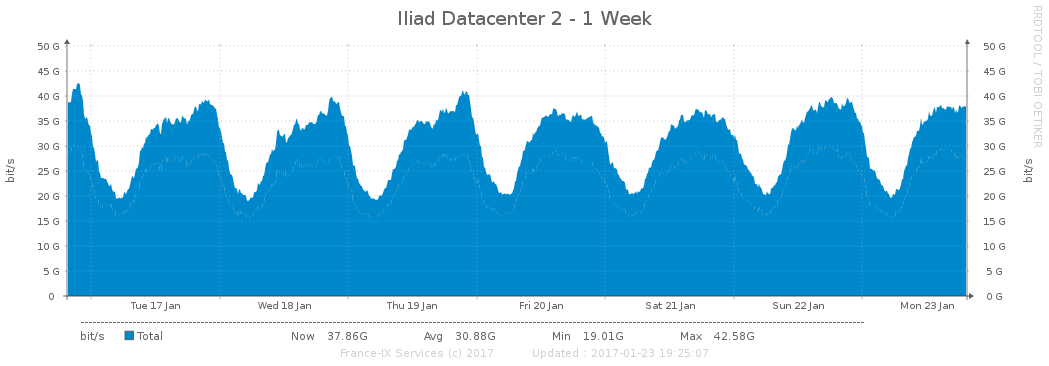 Iliad Datacenter 2 - 1 Week
RRDTOOL / TOBI OETIKER
50 G 50 G
45 G 45 G
40 G 40 G
35 G 35 G
30 G 30 G
25 G 25 G
20 G 20 G
15 G 15 G
10 G 10 G
5 G 5 G
0 0 G
bit/s bit/s
Tue 17 Jan Wed 18 Jan Thu 19 Jan Fri 20 Jan Sat 21 Jan Sun 22 Jan Mon 23 Jan
bit/s Total Now 37.86G Avg 30.88G Min 19.01G Max 42.58G
France-IX Services (c) 2017 Updated : 2017-01-23 19:25:07